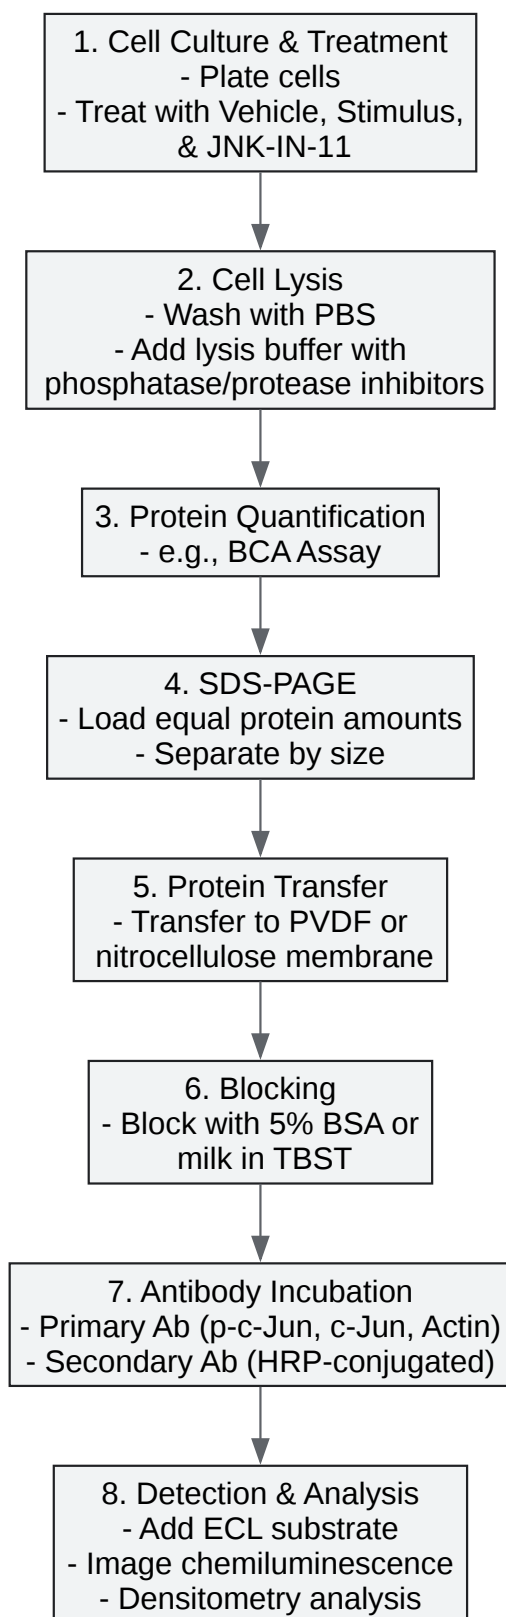 1. Cell Culture & Treatment
- Plate cells
- Treat with Vehicle, Stimulus,
& JNK-IN-11
2. Cell Lysis
- Wash with PBS
- Add lysis buffer with
phosphatase/protease inhibitors
3. Protein Quantification
- e.g., BCA Assay
4. SDS-PAGE
- Load equal protein amounts
- Separate by size
5. Protein Transfer
- Transfer to PVDF or
nitrocellulose membrane
6. Blocking
- Block with 5% BSA or
milk in TBST
7. Antibody Incubation
- Primary Ab (p-c-Jun, c-Jun, Actin)
- Secondary Ab (HRP-conjugated)
8. Detection & Analysis
- Add ECL substrate
- Image chemiluminescence
- Densitometry analysis